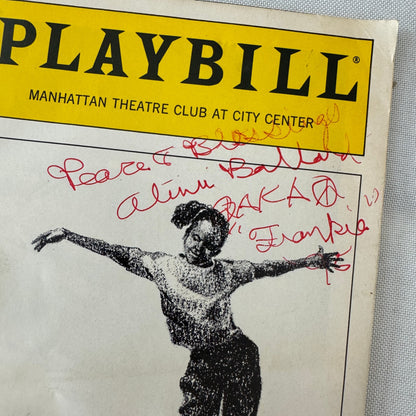 PLAYBILL®
MANHATTAN THEATRE CLUB AT CITY CENTER
Peace & Blessings
Alimi Ballard
AKA
"Frankie"